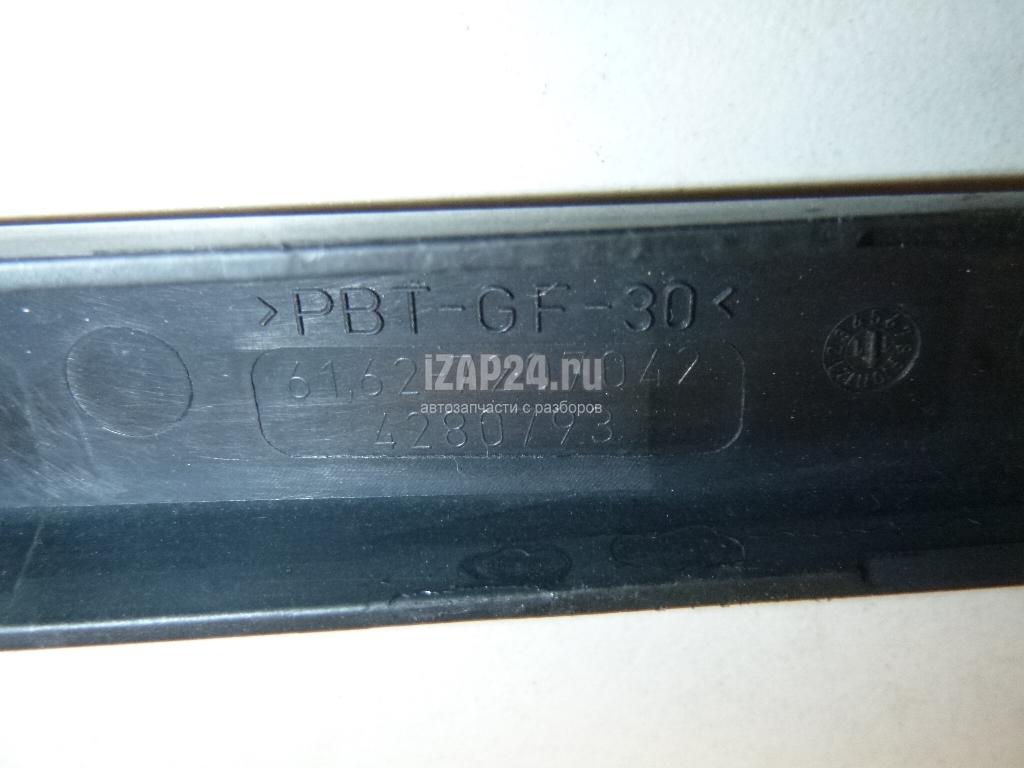 >PBT-GF-30<
iZAP24.ru
автозапчасти с разборов
4280793